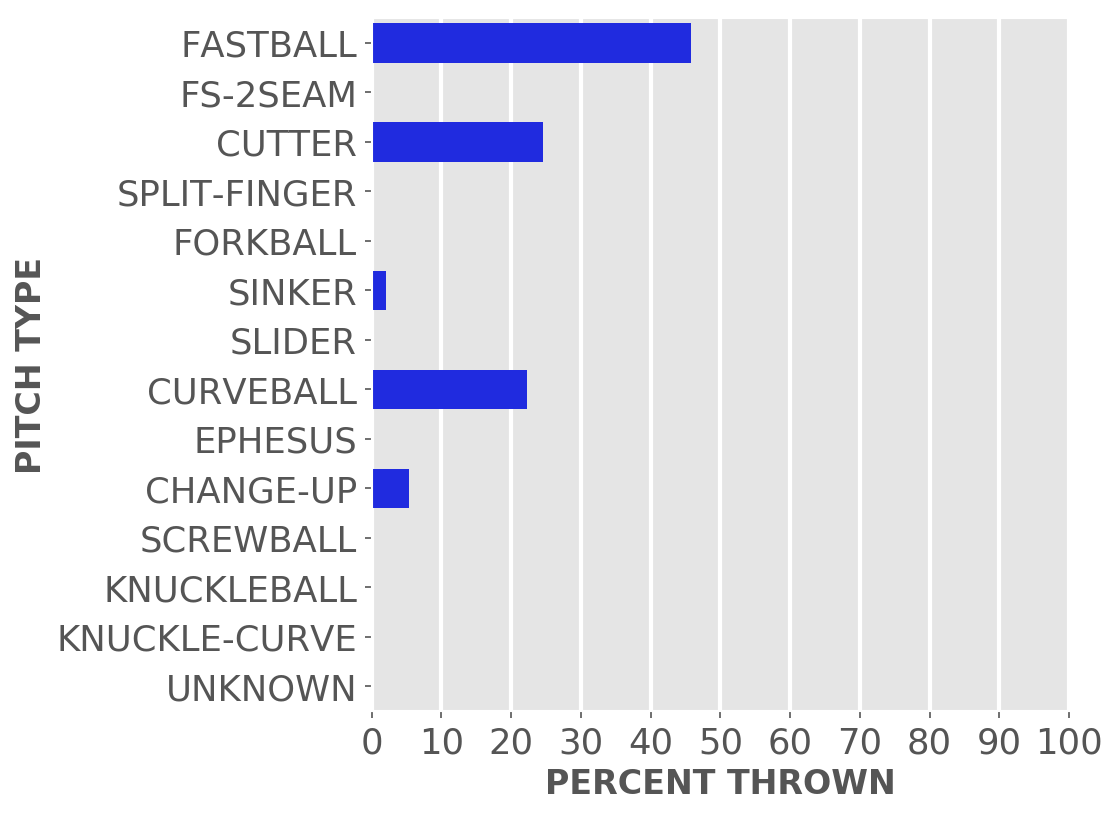 FASTBALL
FS-2SEAM
CUTTER
SPLIT-FINGER
FORKBALL
SINKER
SLIDER
CURVEBALL
EPHESUS
CHANGE-UP
SCREWBALL
KNUCKLEBALL
KNUCKLE-CURVE
UNKNOWN
PITCH TYPE
0 10 20 30 40 50 60 70 80 90 100
PERCENT THROWN